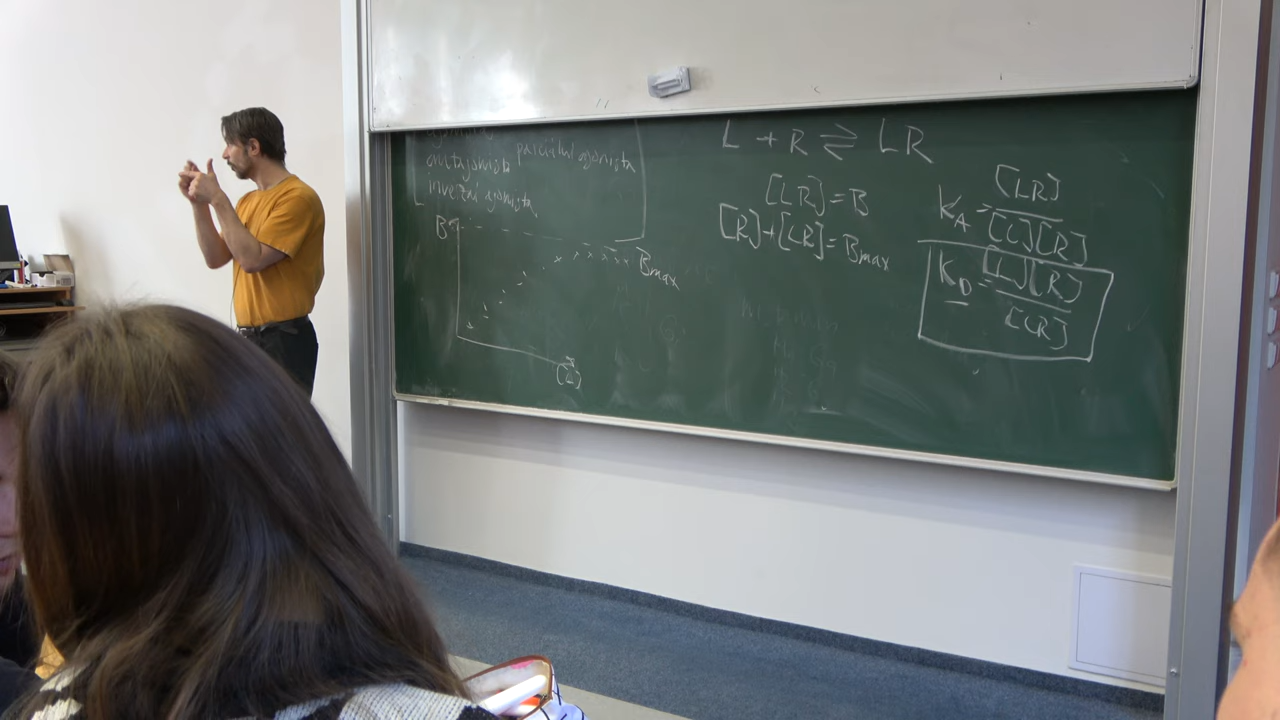 antagonista parciální agonista
inverzní agonista
B
Bmax
[L]
L + R ⇌ LR
[LR] = B
[R] + [LR] = Bmax
KA = [LR] / [L][R]
KD = [L][R] / [LR]